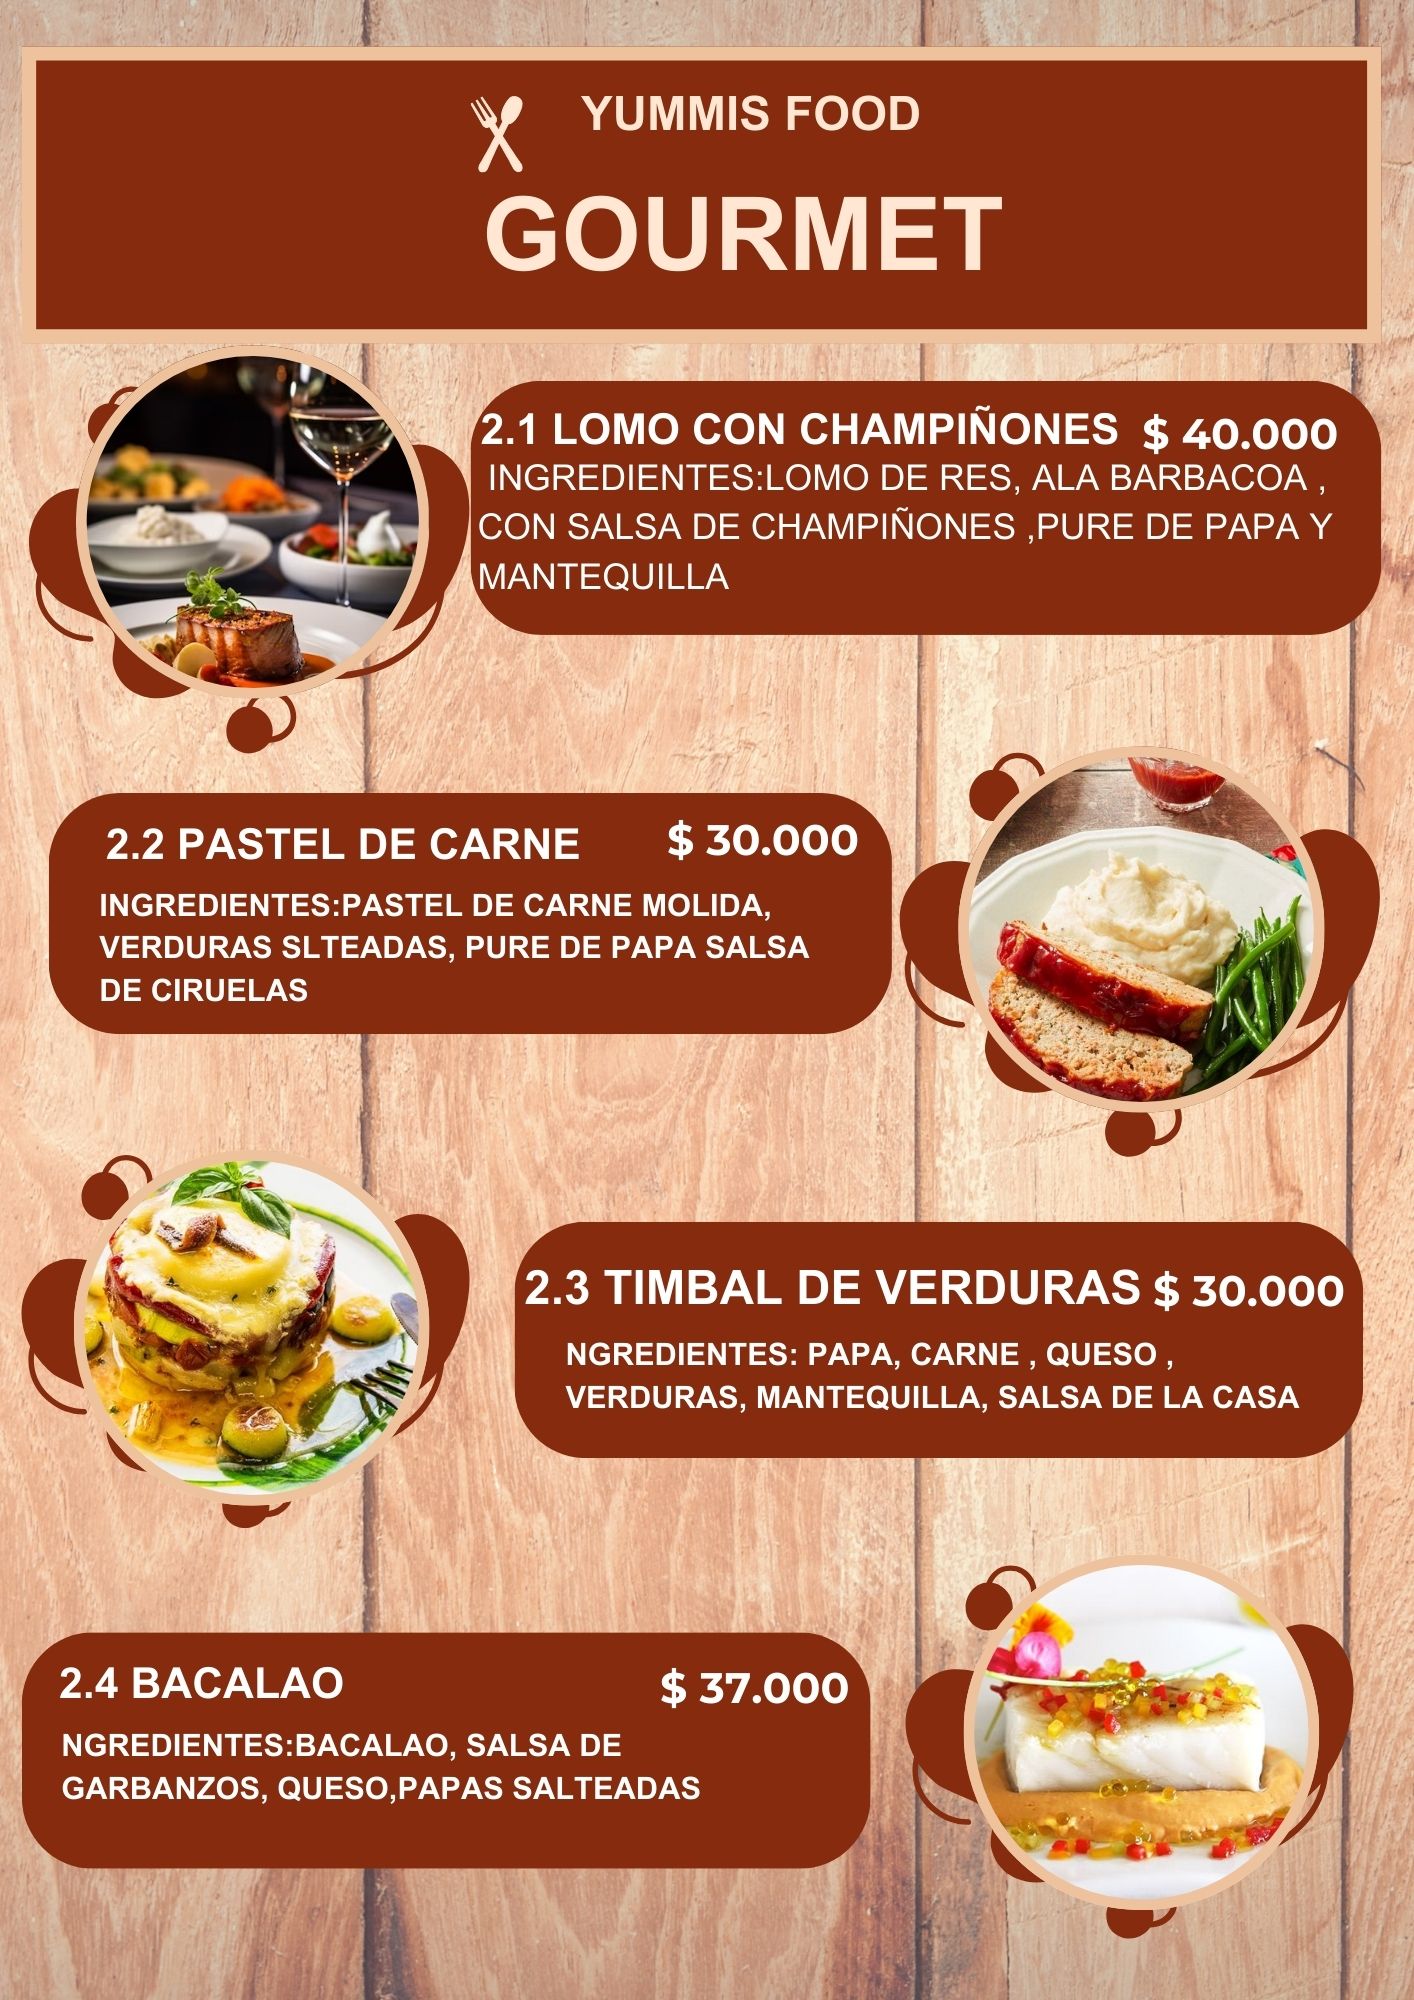 YUMMIS FOOD
GOURMET
2.1 LOMO CON CHAMPIÑONES $ 40.000
INGREDIENTES:LOMO DE RES, ALA BARBACOA ,
CON SALSA DE CHAMPIÑONES ,PURE DE PAPA Y
MANTEQUILLA
2.2 PASTEL DE CARNE $ 30.000
INGREDIENTES:PASTEL DE CARNE MOLIDA,
VERDURAS SLTEADAS, PURE DE PAPA SALSA
DE CIRUELAS
2.3 TIMBAL DE VERDURAS $ 30.000
NGREDIENTES: PAPA, CARNE , QUESO ,
VERDURAS, MANTEQUILLA, SALSA DE LA CASA
2.4 BACALAO $ 37.000
NGREDIENTES:BACALAO, SALSA DE
GARBANZOS, QUESO,PAPAS SALTEADAS